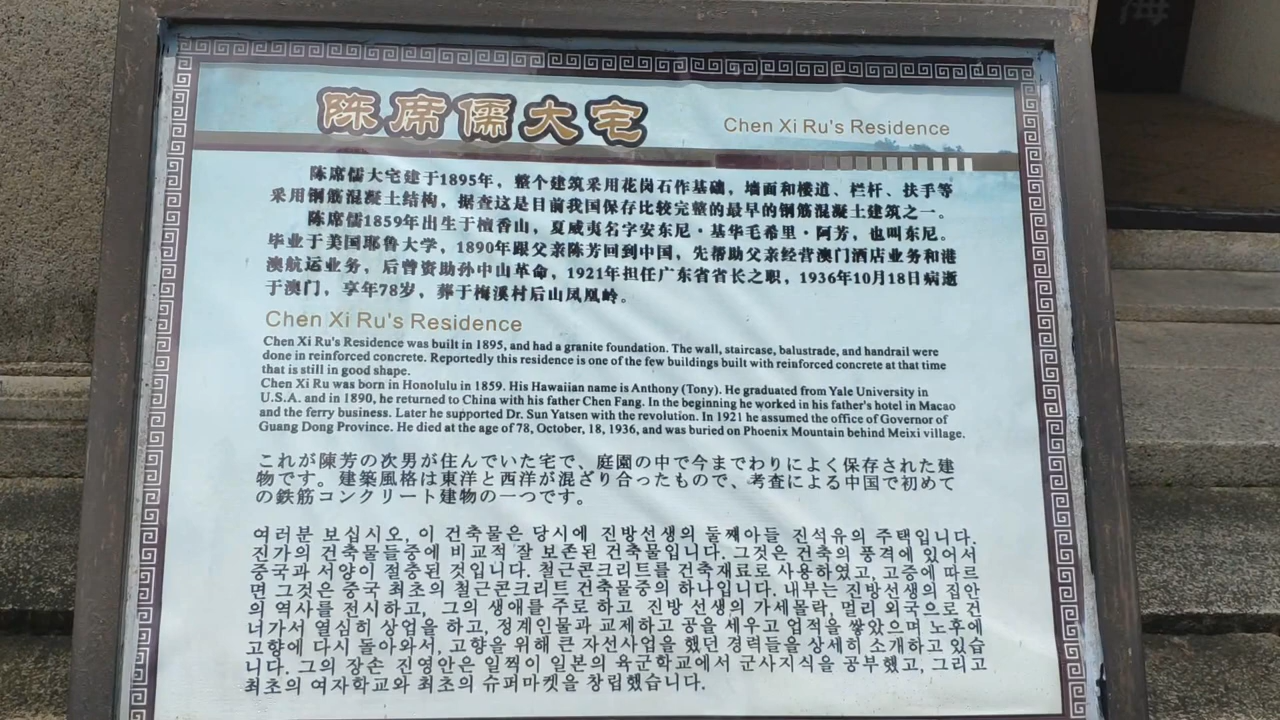 海
陈席儒大宅 Chen Xi Ru's Residence
陈席儒大宅建于1895年，整个建筑采用花岗石作基础，墙面和楼道、栏杆、扶手等
采用钢筋混凝土结构，据查这是目前我国保存比较完整的最早的钢筋混凝土建筑之一。
陈席儒1859年出生于檀香山，夏威夷名字安东尼·基华毛希里·阿芳，也叫东尼。
毕业于美国耶鲁大学，1890年跟父亲陈芳回到中国，先帮助父亲经营澳门酒店业务和港
澳航运业务，后曾资助孙中山革命，1921年担任广东省省长之职，1936年10月18日病逝
于澳门，享年78岁，葬于梅溪村后山凤凰岭。
Chen Xi Ru's Residence
Chen Xi Ru's Residence was built in 1895, and had a granite foundation. The wall, staircase, balustrade, and handrail were
done in reinforced concrete. Reportedly this residence is one of the few buildings built with reinforced concrete at that time
that is still in good shape.
Chen Xi Ru was born in Honolulu in 1859. His Hawaiian name is Anthony (Tony). He graduated from Yale University in
U.S.A. and in 1890, he returned to China with his father Chen Fang. In the beginning he worked in his father's hotel in Macao
and the ferry business. Later he supported Dr. Sun Yatsen with the revolution. In 1921 he assumed the office of Governor of
Guang Dong Province. He died at the age of 78, October, 18, 1936, and was buried on Phoenix Mountain behind Meixi village.
これが陳芳の次男が住んでいた宅で、庭園の中で今までわりによく保存された建
物です。建築風格は東洋と西洋が混ざり合ったもので、考査による中国で初めて
の鉄筋コンクリート建物の一つです。
여러분 보십시오, 이 건축물은 당시에 진방선생의 둘째아들 진석유의 주택입니다.
진가의 건축물들중에 비교적 잘 보존된 건축물입니다. 그것은 건축의 풍격에 있어서
중국과 서양이 절충된 것입니다. 철근콘크리트를 건축재료로 사용하였고, 고증에 따르
면 그것은 중국 최초의 철근콘크리트 건축물중의 하나입니다. 내부는 진방선생의 집안
의 역사를 전시하고, 그의 생애를 주로 하고 진방 선생의 가세몰락, 멀리 외국으로 건
너가서 열심히 상업을 하고, 정계인물과 교제하고 공을 세우고 업적을 쌓았으며 노후에
고향에 다시 돌아와서, 고향을 위해 큰 자선사업을 했던 경력들을 상세히 소개하고 있습
니다. 그의 장손 진영안은 일찍이 일본의 육군학교에서 군사지식을 공부했고, 그리고
최초의 여자학교와 최초의 슈퍼마켓을 창립했습니다.